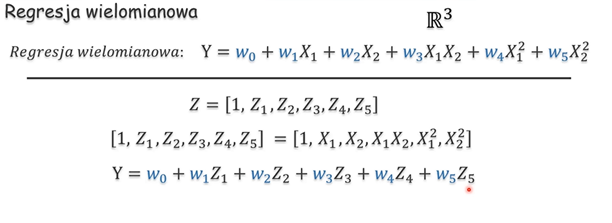 Regresja wielomianowa
ℝ³
Regresja wielomianowa: Y = w₀ + w₁X₁ + w₂X₂ + w₃X₁X₂ + w₄X₁² + w₅X₂²
Z = [1, Z₁, Z₂, Z₃, Z₄, Z₅]
[1, Z₁, Z₂, Z₃, Z₄, Z₅] = [1, X₁, X₂, X₁X₂, X₁², X₂²]
Y = w₀ + w₁Z₁ + w₂Z₂ + w₃Z₃ + w₄Z₄ + w₅Z₅